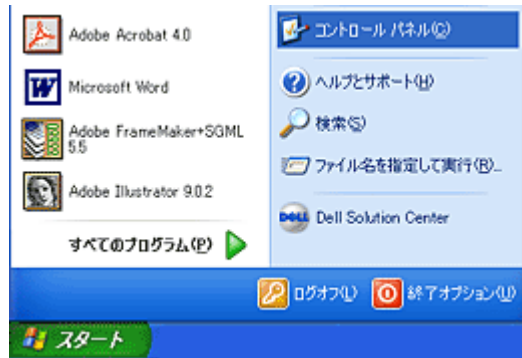 Adobe Acrobat 4.0
Microsoft Word
Adobe FrameMaker+SGML
5.5
Adobe Illustrator 9.0.2
すべてのプログラム(P)
コントロール パネル(C)
ヘルプとサポート(H)
検索(S)
ファイル名を指定して実行(R)...
DELL
Dell Solution Center
ログオフ(L)
終了オプション(U)
スタート